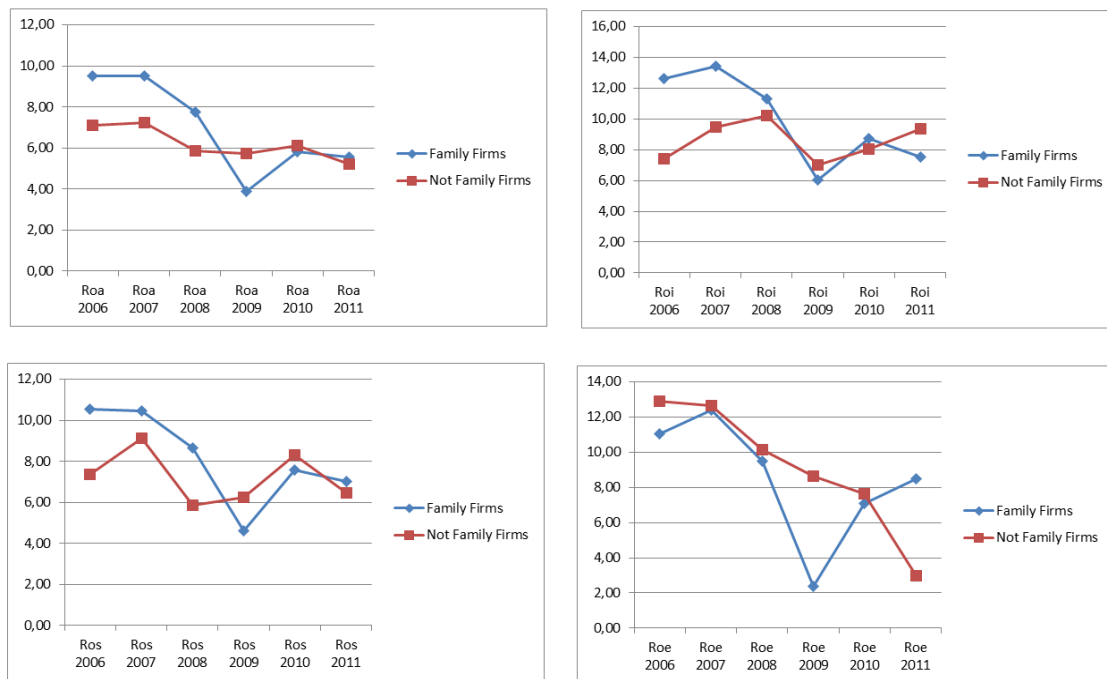 12,00
10,00
8,00
6,00
4,00
2,00
0,00
Roa Roa Roa Roa Roa Roa
2006 2007 2008 2009 2010 2011
Family Firms
Not Family Firms
16,00
14,00
12,00
10,00
8,00
6,00
4,00
2,00
0,00
Roi Roi Roi Roi Roi Roi
2006 2007 2008 2009 2010 2011
Family Firms
Not Family Firms
12,00
10,00
8,00
6,00
4,00
2,00
0,00
Ros Ros Ros Ros Ros Ros
2006 2007 2008 2009 2010 2011
Family Firms
Not Family Firms
14,00
12,00
10,00
8,00
6,00
4,00
2,00
0,00
Roe Roe Roe Roe Roe Roe
2006 2007 2008 2009 2010 2011
Family Firms
Not Family Firms